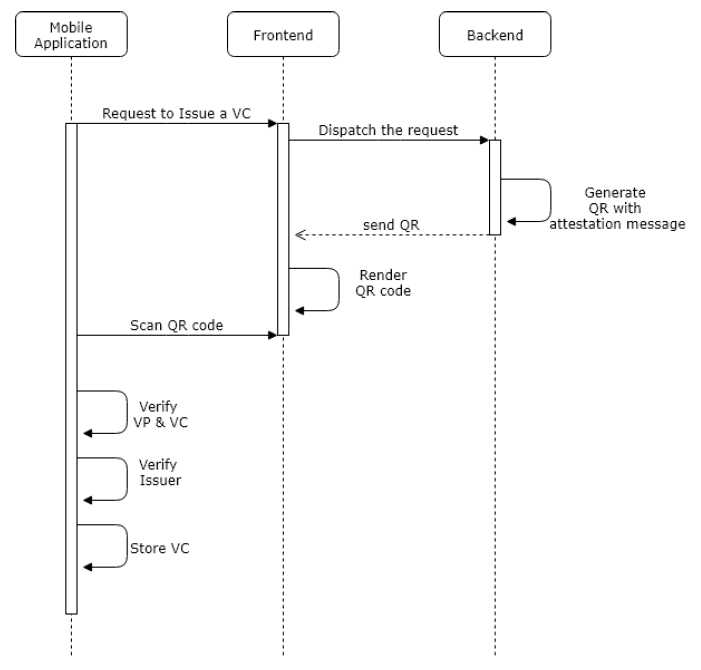 Mobile
Application
Frontend
Backend
Request to Issue a VC
Dispatch the request
Generate
QR with
attestation message
send QR
Render
QR code
Scan QR code
Verify
VP & VC
Verify
Issuer
Store VC